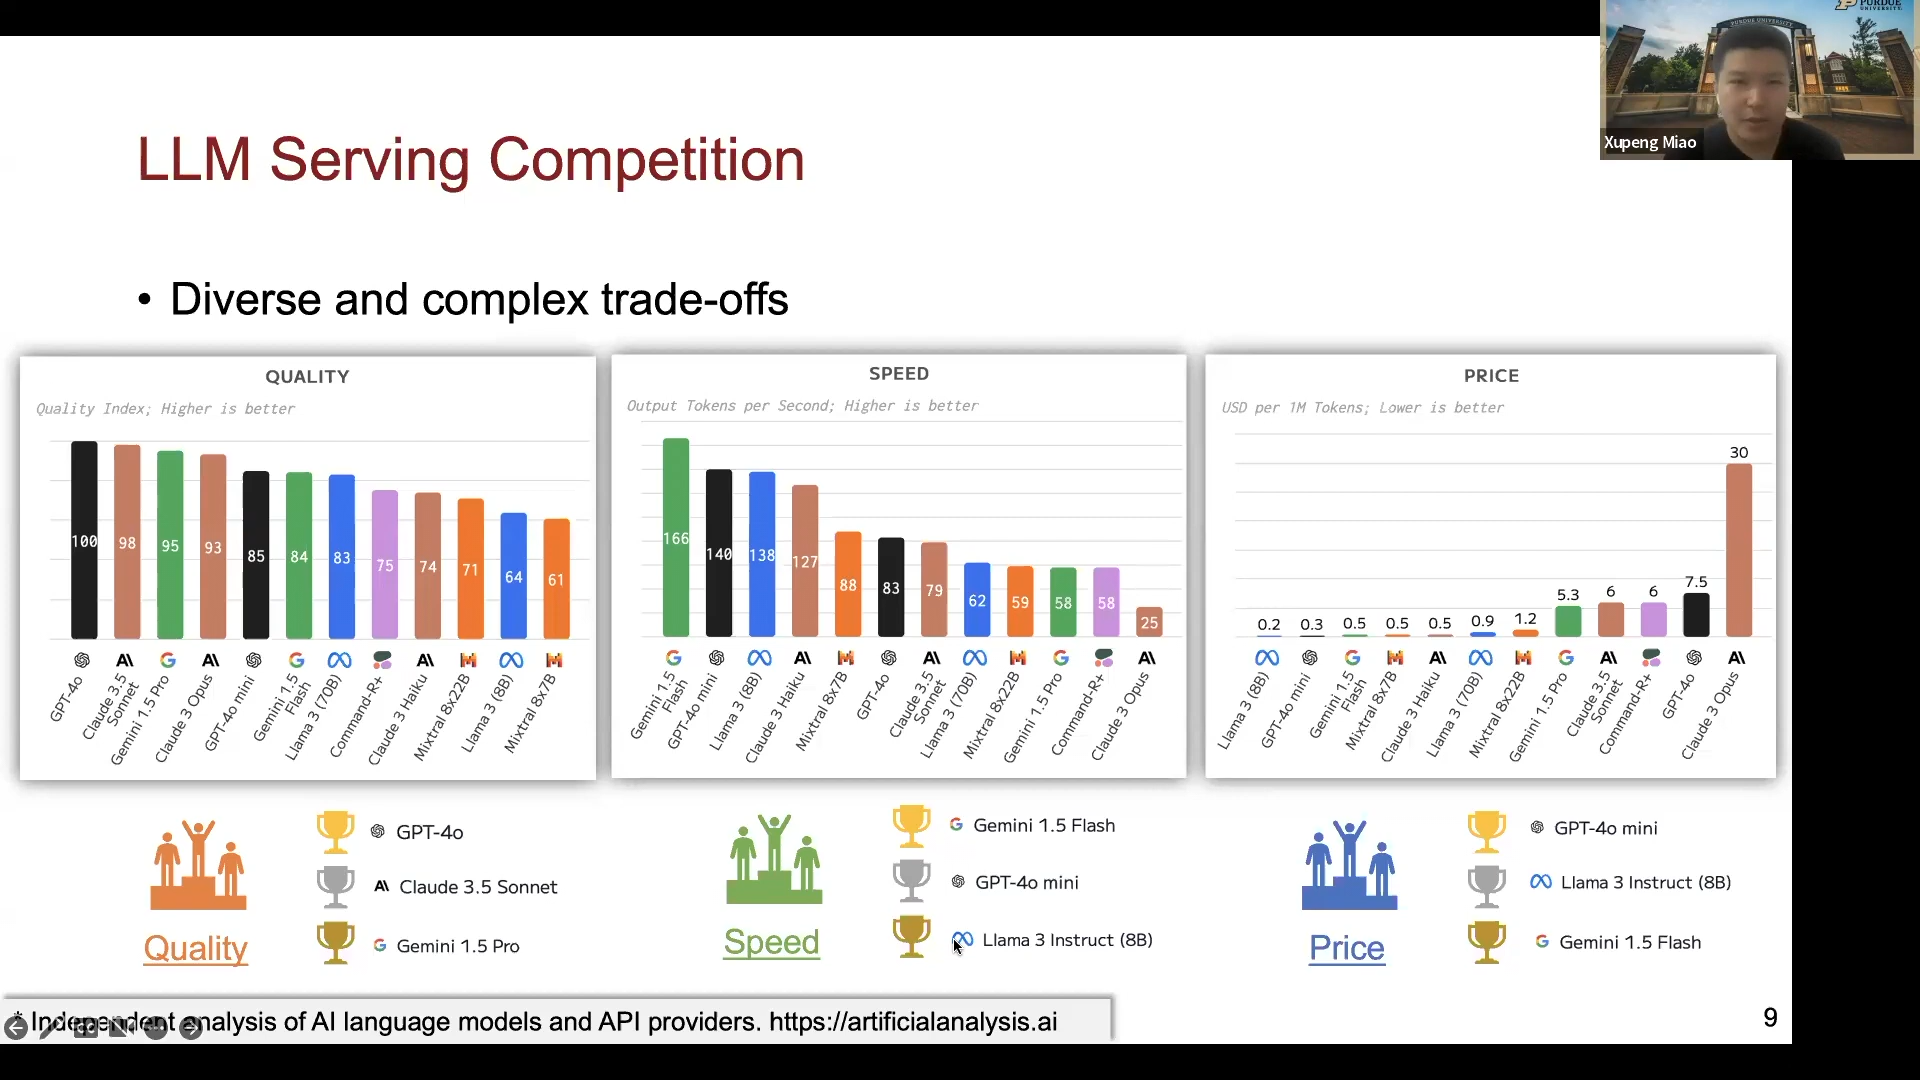 PURDUE
UNIVERSITY
PURDUE UNIVERSITY
Xupeng Miao
LLM Serving Competition
• Diverse and complex trade-offs
QUALITY
Quality Index; Higher is better
100
98
95
93
85
84
83
75
74
71
64
61
GPT-4o
Claude 3.5
Sonnet
Gemini 1.5 Pro
Claude 3 Opus
GPT-4o mini
Gemini 1.5
Flash
Llama 3 (70B)
Command-R+
Claude 3 Haiku
Mixtral 8x22B
Llama 3 (8B)
Mixtral 8x7B
SPEED
Output Tokens per Second; Higher is better
166
140
138
127
88
83
79
62
59
58
58
25
Gemini 1.5
Flash
GPT-4o mini
Llama 3 (8B)
Claude 3 Haiku
Mixtral 8x7B
GPT-4o
Claude 3.5
Sonnet
Llama 3 (70B)
Mixtral 8x22B
Gemini 1.5 Pro
Command-R+
Claude 3 Opus
PRICE
USD per 1M Tokens; Lower is better
0.2
0.3
0.5
0.5
0.5
0.9
1.2
5.3
6
6
7.5
30
Llama 3 (8B)
GPT-4o mini
Gemini 1.5
Flash
Mixtral 8x7B
Claude 3 Haiku
Llama 3 (70B)
Mixtral 8x22B
Gemini 1.5 Pro
Claude 3.5
Sonnet
Command-R+
GPT-4o
Claude 3 Opus
Quality
GPT-4o
Claude 3.5 Sonnet
Gemini 1.5 Pro
Speed
Gemini 1.5 Flash
GPT-4o mini
Llama 3 Instruct (8B)
Price
GPT-4o mini
Llama 3 Instruct (8B)
Gemini 1.5 Flash
* Independent analysis of AI language models and API providers. https://artificialanalysis.ai
9